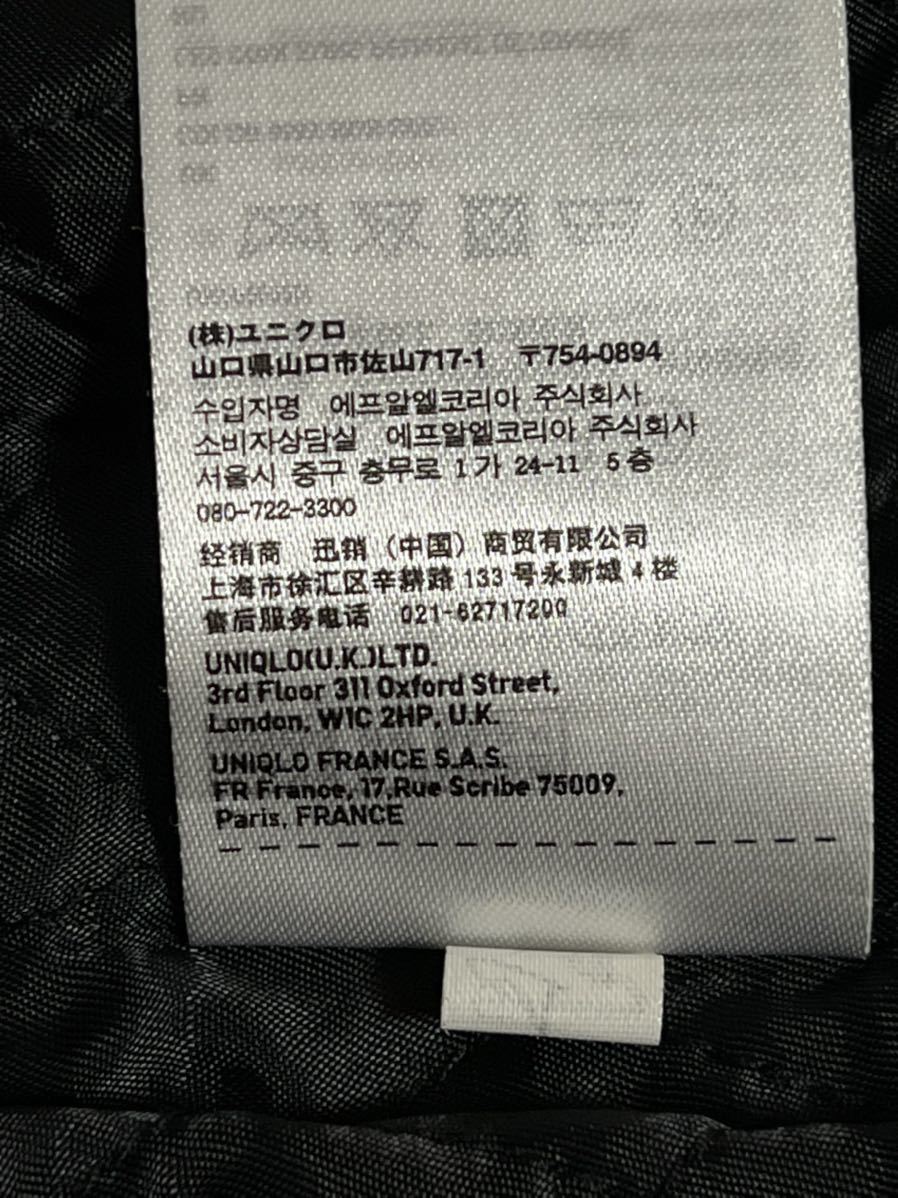 (株)ユニクロ
山口県山口市佐山717-1 〒754-0894
수입자명 에프알엘코리아 주식회사
소비자상담실 에프알엘코리아 주식회사
서울시 중구 충무로 1가 24-11 5층
080-722-3300
经销商 迅销（中国）商贸有限公司
上海市徐汇区辛耕路 133 号永新城 4 楼
售后服务电话 021-62717200
UNIQLO(U.K.)LTD.
3rd Floor 311 Oxford Street,
London, W1C 2HP, U.K.
UNIQLO FRANCE S.A.S.
FR France, 17,Rue Scribe 75009,
Paris, FRANCE